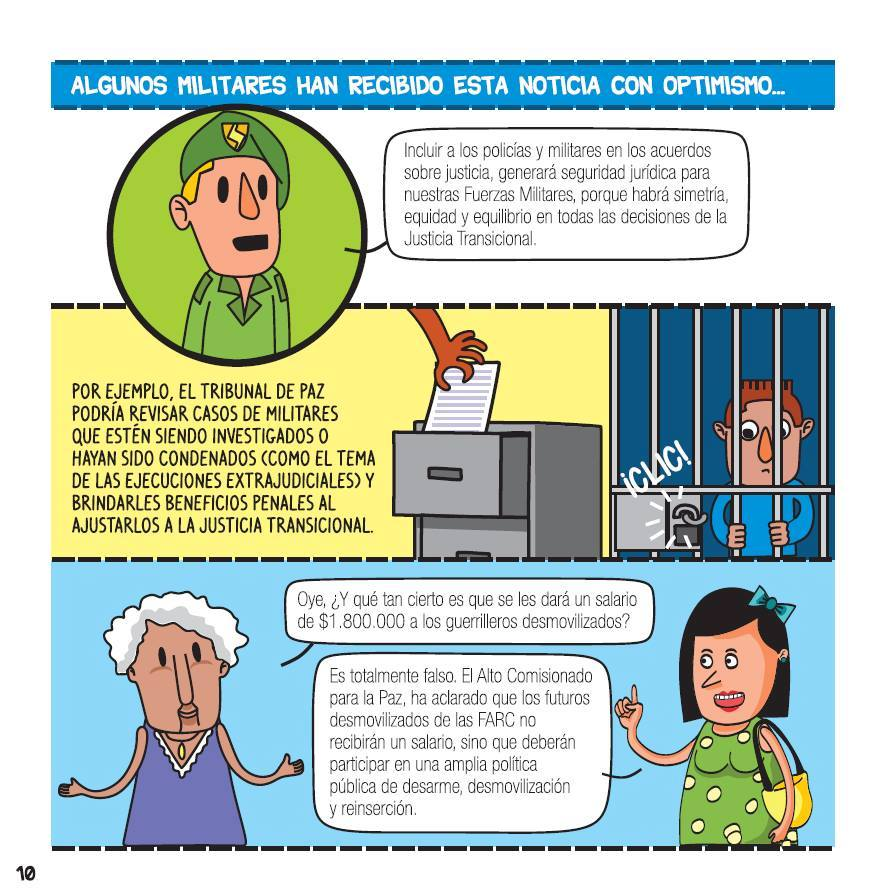 ALGUNOS MILITARES HAN RECIBIDO ESTA NOTICIA CON OPTIMISMO...
Incluir a los policías y militares en los acuerdos
sobre justicia, generará seguridad jurídica para
nuestras Fuerzas Militares, porque habrá simetría,
equidad y equilibrio en todas las decisiones de la
Justicia Transicional.
POR EJEMPLO, EL TRIBUNAL DE PAZ
PODRÍA REVISAR CASOS DE MILITARES
QUE ESTÉN SIENDO INVESTIGADOS O
HAYAN SIDO CONDENADOS (COMO EL TEMA
DE LAS EJECUCIONES EXTRAJUDICIALES) Y
BRINDARLES BENEFICIOS PENALES AL
AJUSTARLOS A LA JUSTICIA TRANSICIONAL.
¡CLIC!
Oye, ¿Y qué tan cierto es que se les dará un salario
de $1.800.000 a los guerrilleros desmovilizados?
Es totalmente falso. El Alto Comisionado
para la Paz, ha aclarado que los futuros
desmovilizados de las FARC no
recibirán un salario, sino que deberán
participar en una amplia política
pública de desarme, desmovilización
y reinserción.
10